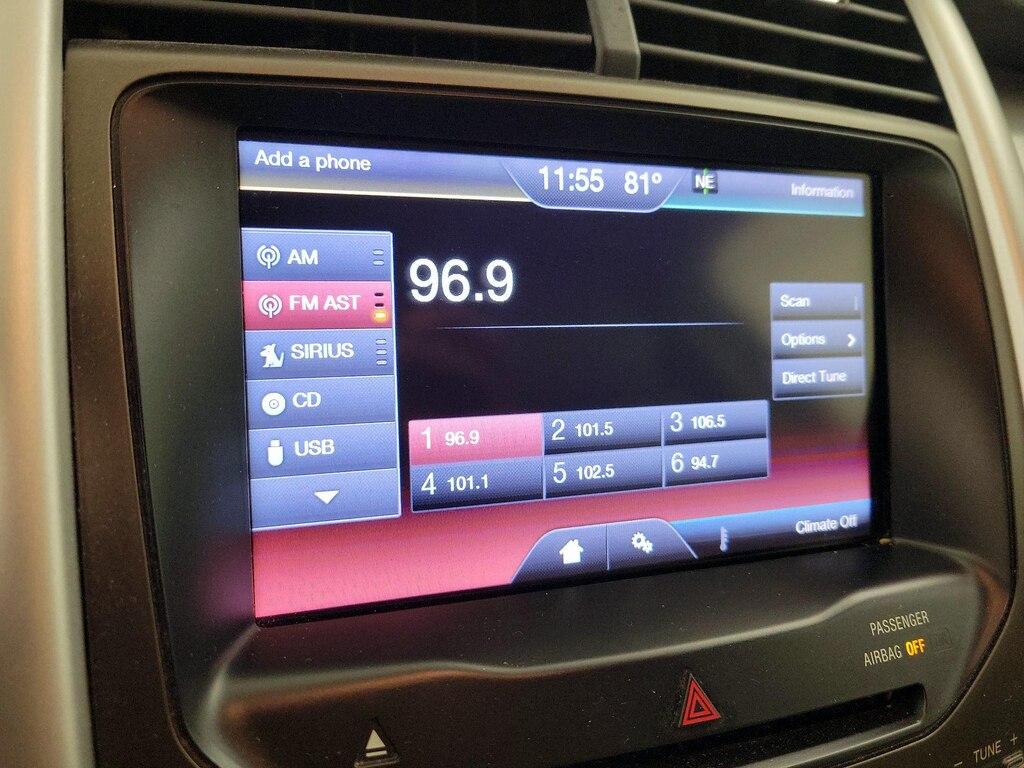 Add a phone
11:55 81°
NE
Information
AM
FM AST
SIRIUS
CD
USB
96.9
Scan
Options
Direct Tune
1 96.9
2 101.5
3 106.5
4 101.1
5 102.5
6 94.7
Climate Off
PASSENGER
AIRBAG OFF
- TUNE +